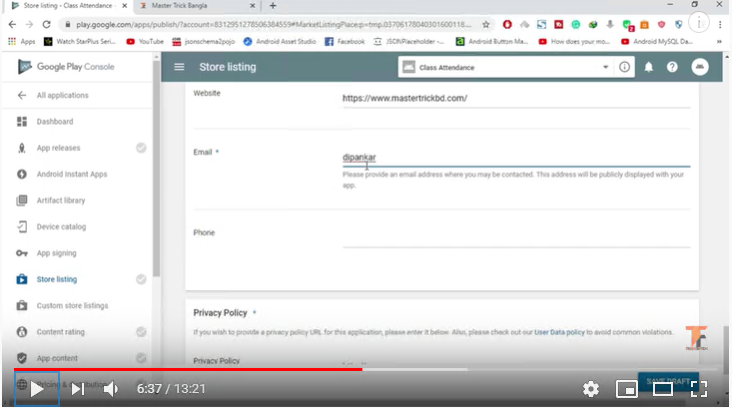 Store listing - Class Attendance
Master Trick Bangla
play.google.com/apps/publish/?account=8312951278506384559#MarketListingPlace:p=tmp.03706178040301600118...
Apps
Watch StarPlus Seri...
YouTube
jsonschema2pojo
Android Asset Studio
Facebook
JSONPlaceholder -...
Android Button Ma...
How does your mo...
Android MySQL Da...
Google Play Console
Store listing
Class Attendance
All applications
Dashboard
App releases
Android Instant Apps
Artifact library
Device catalog
App signing
Store listing
Custom store listings
Content rating
App content
Pricing & distribution
Website
https://www.mastertrickbd.com/
Email *
dipankar
Please provide an email address where you may be contacted. This address will be publicly displayed with your
app.
Phone
Privacy Policy *
If you wish to provide a privacy policy URL for this application, please enter it below. Also, please check out our User Data policy to avoid common violations.
Privacy Policy
SAVE DRAFT
6:37 / 13:21